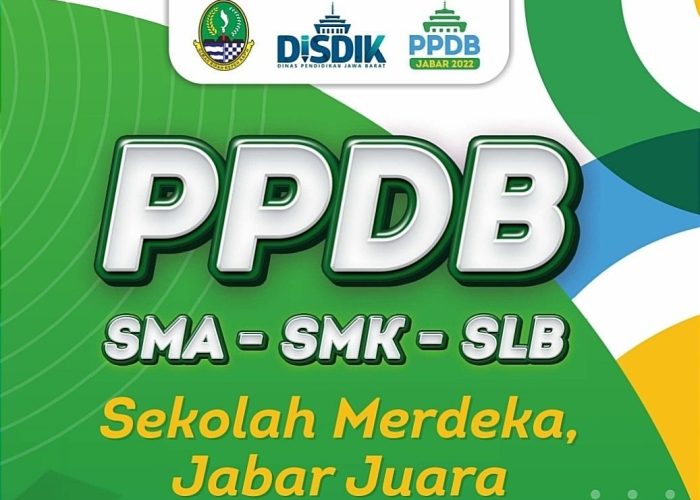 DISDIK
DINAS PENDIDIKAN JAWA BARAT
PPDB
JABAR 2022
PPDB
SMA - SMK - SLB
Sekolah Merdeka,
Jabar Juara